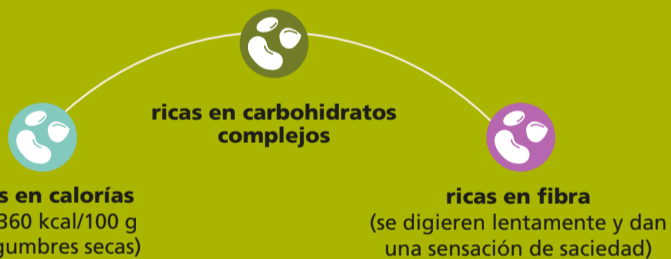 ricas en carbohidratos
complejos
s en calorías
360 kcal/100 g
gumbres secas)
ricas en fibra
(se digieren lentamente y dan
una sensación de saciedad)